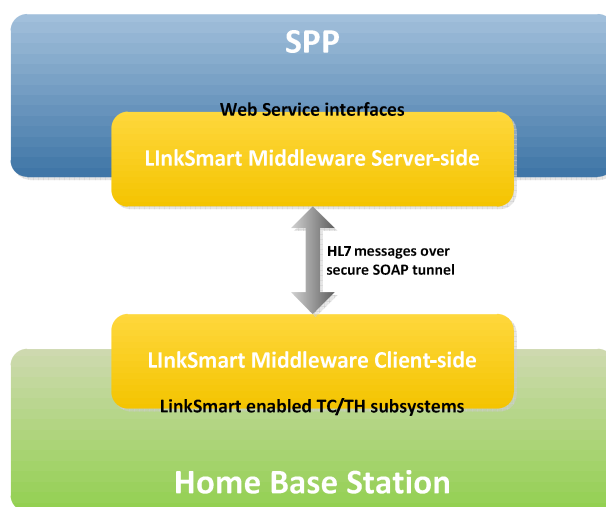 SPP
Web Service interfaces
LInkSmart Middleware Server-side
HL7 messages over
secure SOAP tunnel
LInkSmart Middleware Client-side
LinkSmart enabled TC/TH subsystems
Home Base Station